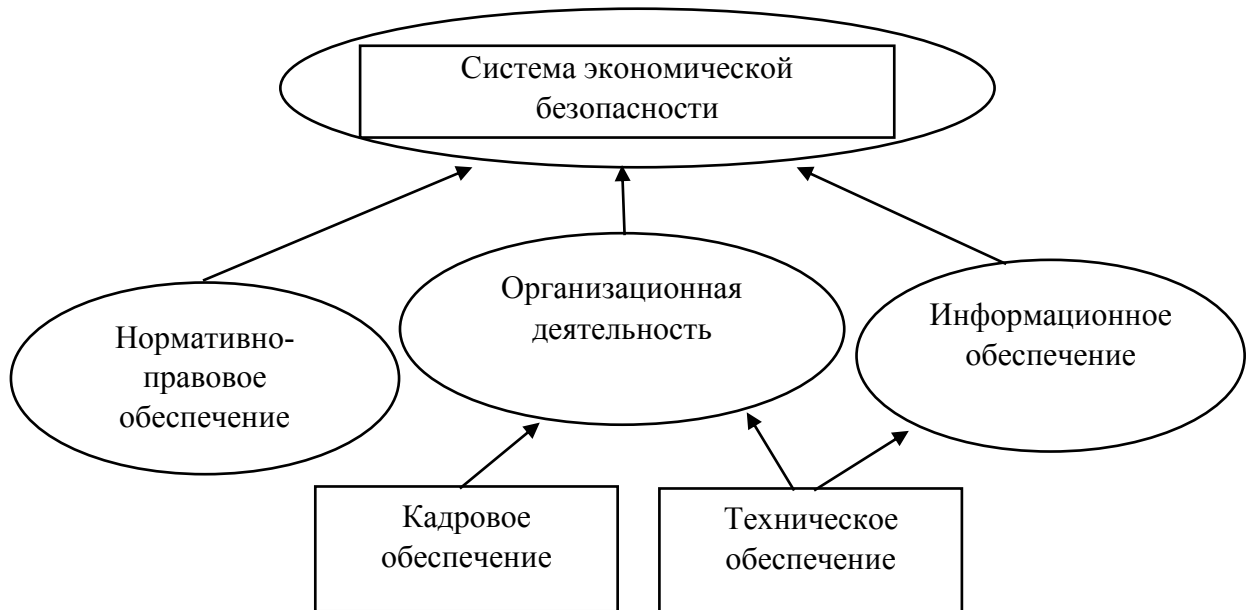 Система экономической
безопасности
Организационная
деятельность
Информационное
обеспечение
Нормативно-
правовое
обеспечение
Кадровое
обеспечение
Техническое
обеспечение